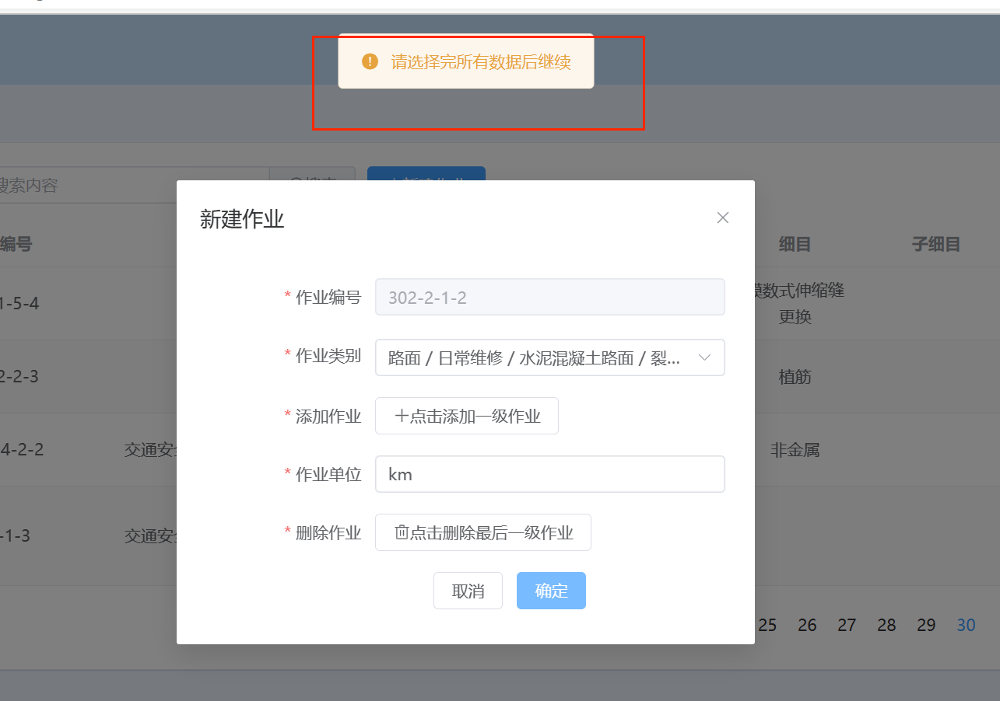 请选择完所有数据后继续
搜索内容
新建作业
编号
细目
子细目
1-5-4
模数式伸缩缝
更换
* 作业编号
302-2-1-2
* 作业类别
路面 / 日常维修 / 水泥混凝土路面 / 裂...
2-2-3
植筋
* 添加作业
点击添加一级作业
4-2-2
交通安全
非金属
* 作业单位
km
-1-3
交通安全
* 删除作业
点击删除最后一级作业
取消
确定
25 26 27 28 29 30